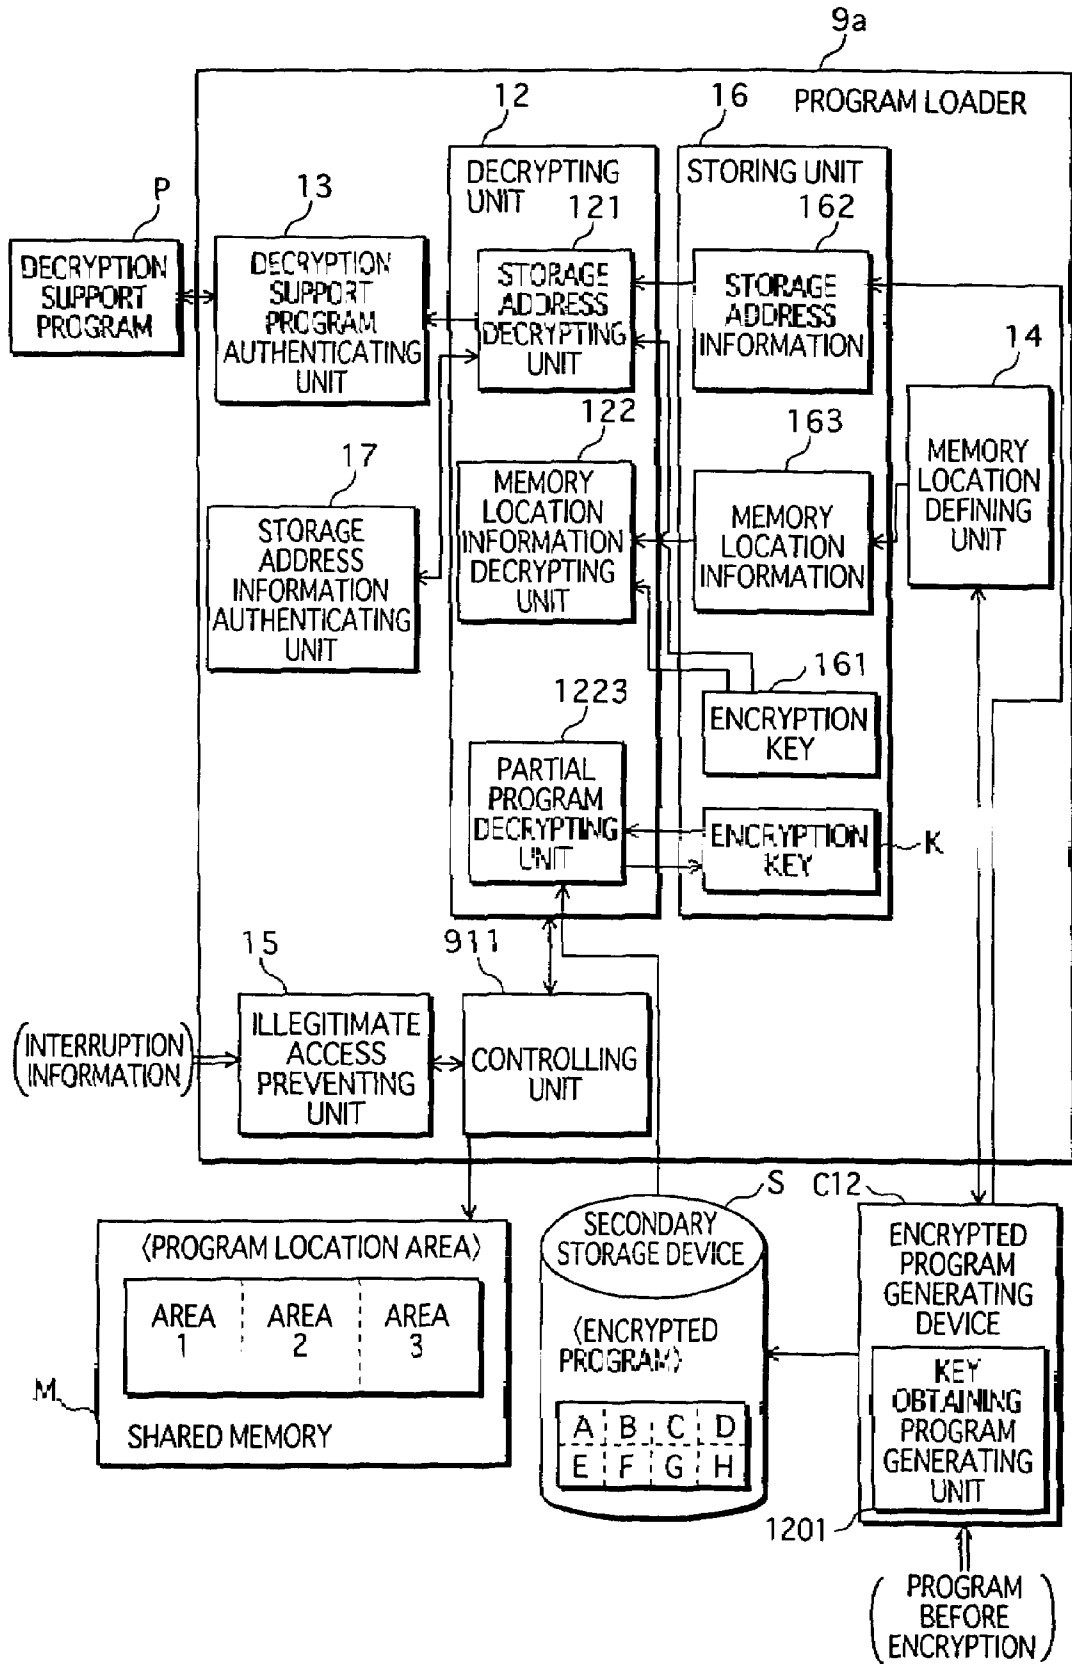 9a
PROGRAM LOADER
12
16
DECRYPTING
UNIT
STORING UNIT
P
13
121
162
DECRYPTION
SUPPORT
PROGRAM
DECRYPTION
SUPPORT
PROGRAM
AUTHENTICATING
UNIT
STORAGE
ADDRESS
DECRYPTING
UNIT
STORAGE
ADDRESS
INFORMATION
14
122
163
MEMORY
LOCATION
DEFINING
UNIT
17
STORAGE
ADDRESS
INFORMATION
AUTHENTICATING
UNIT
MEMORY
LOCATION
INFORMATION
DECRYPTING
UNIT
MEMORY
LOCATION
INFORMATION
161
ENCRYPTION
KEY
1223
PARTIAL
PROGRAM
DECRYPTING
UNIT
ENCRYPTION
KEY
K
15
911
(INTERRUPTION
INFORMATION)
ILLEGITIMATE
ACCESS
PREVENTING
UNIT
CONTROLLING
UNIT
S
C12
〈PROGRAM LOCATION AREA〉
AREA
1
AREA
2
AREA
3
M
SHARED MEMORY
SECONDARY
STORAGE DEVICE
〈ENCRYPTED
PROGRAM〉
A B C D
E F G H
ENCRYPTED
PROGRAM
GENERATING
DEVICE
KEY
OBTAINING
PROGRAM
GENERATING
UNIT
1201
(PROGRAM
BEFORE
ENCRYPTION)